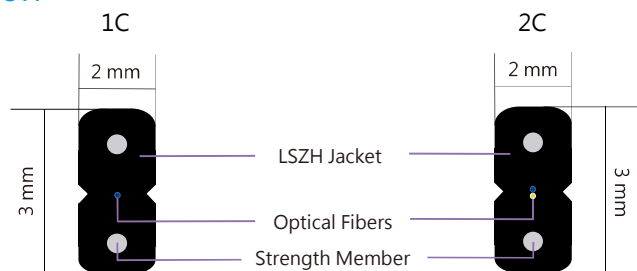 1C
2C
2 mm
2 mm
LSZH Jacket
3 mm
3 mm
Optical Fibers
Strength Member